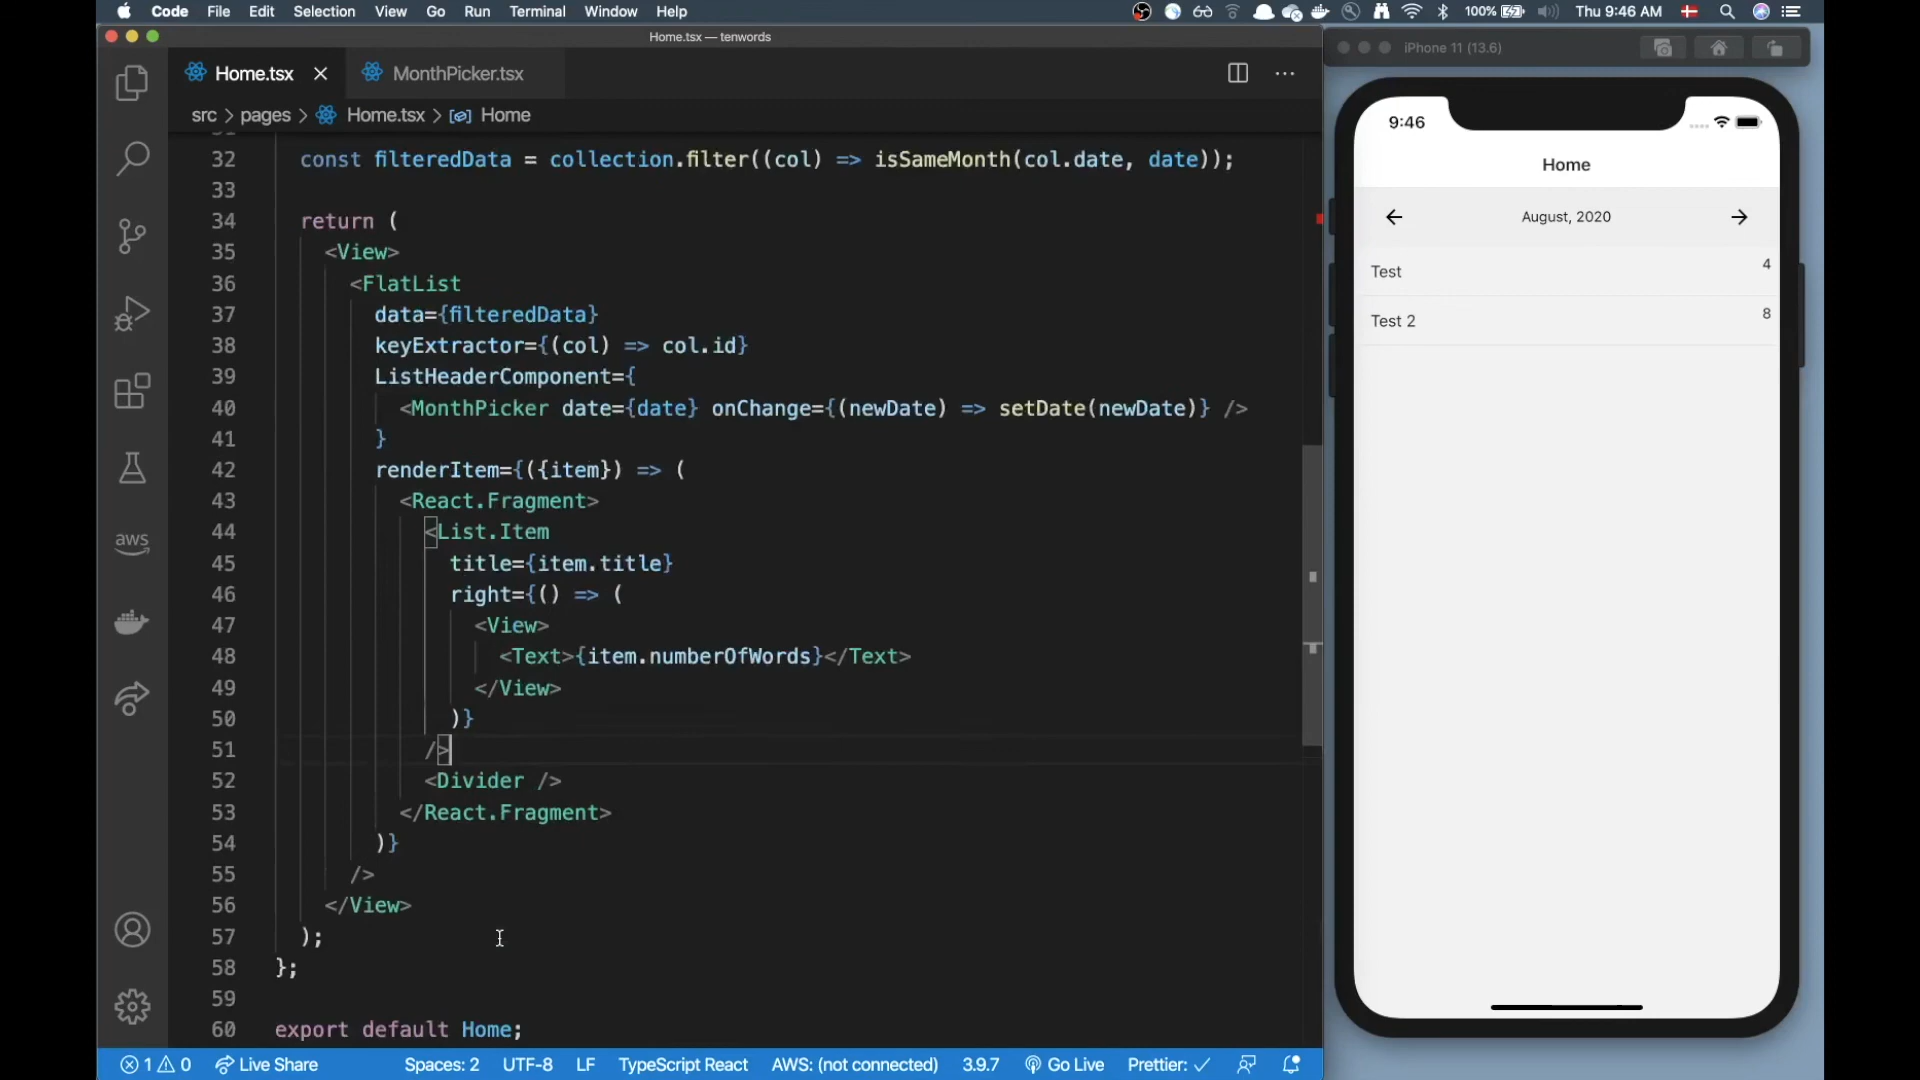 Code File Edit Selection View Go Run Terminal Window Help 100% Thu 9:46 AM
Home.tsx — tenwords
Home.tsx MonthPicker.tsx
src > pages > Home.tsx > Home
32 const filteredData = collection.filter((col) => isSameMonth(col.date, date));
33
34 return (
35 <View>
36 <FlatList
37 data={filteredData}
38 keyExtractor={(col) => col.id}
39 ListHeaderComponent={
40 <MonthPicker date={date} onChange={(newDate) => setDate(newDate)} />
41 }
42 renderItem={({item}) => (
43 <React.Fragment>
44 <List.Item
45 title={item.title}
46 right={() => (
47 <View>
48 <Text>{item.numberOfWords}</Text>
49 </View>
50 )}
51 />
52 <Divider />
53 </React.Fragment>
54 )}
55 />
56 </View>
57 );
58 };
59
60 export default Home;
aws
1 0 Live Share Spaces: 2 UTF-8 LF TypeScript React AWS: (not connected) 3.9.7 Go Live Prettier: ✓
iPhone 11 (13.6)
9:46
Home
← August, 2020 →
Test 4
Test 2 8